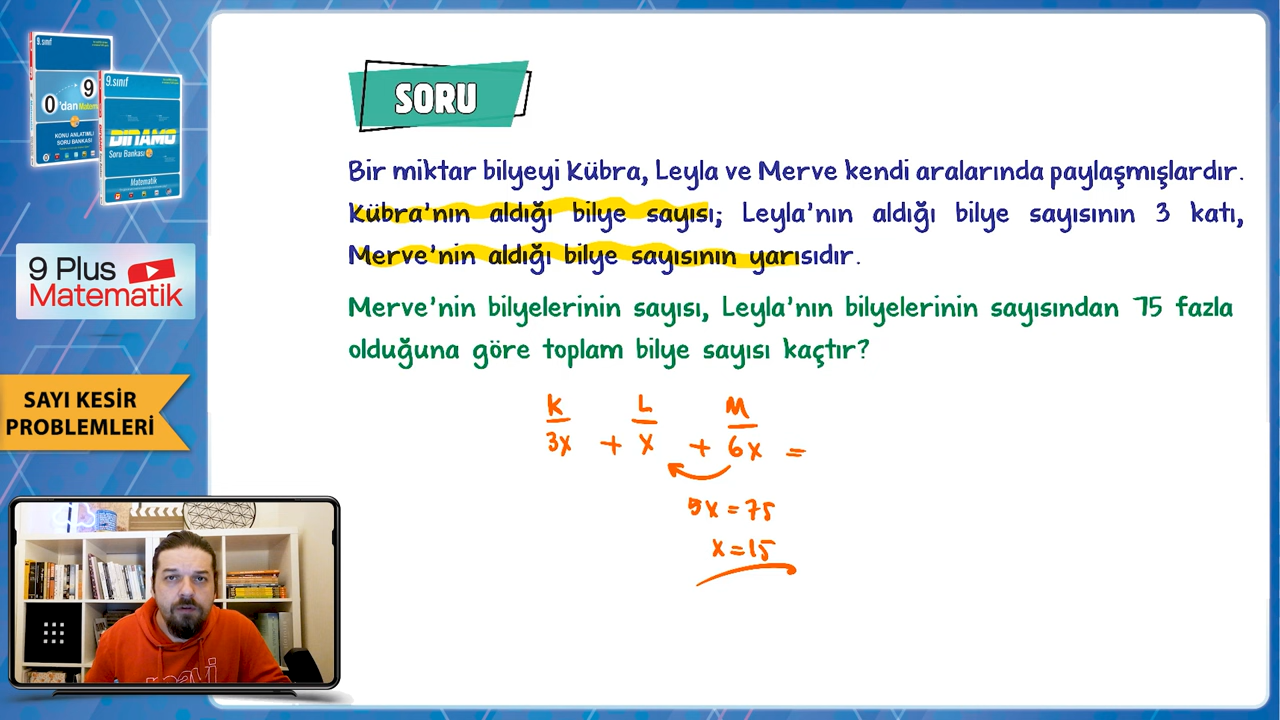 9.sınıf
0'dan 9 Matem
KONU ANLATIMLI
SORU BANKASI
9.sınıf
DİNAMO
Soru Bankası
Matematik
9 Plus
Matematik
SAYI KESİR
PROBLEMLERİ
SORU
Bir miktar bilyeyi Kübra, Leyla ve Merve kendi aralarında paylaşmışlardır.
Kübra'nın aldığı bilye sayısı; Leyla'nın aldığı bilye sayısının 3 katı,
Merve'nin aldığı bilye sayısının yarısıdır.
Merve'nin bilyelerinin sayısı, Leyla'nın bilyelerinin sayısından 75 fazla
olduğuna göre toplam bilye sayısı kaçtır?
K L M
3x + x + 6x =
5x = 75
x = 15